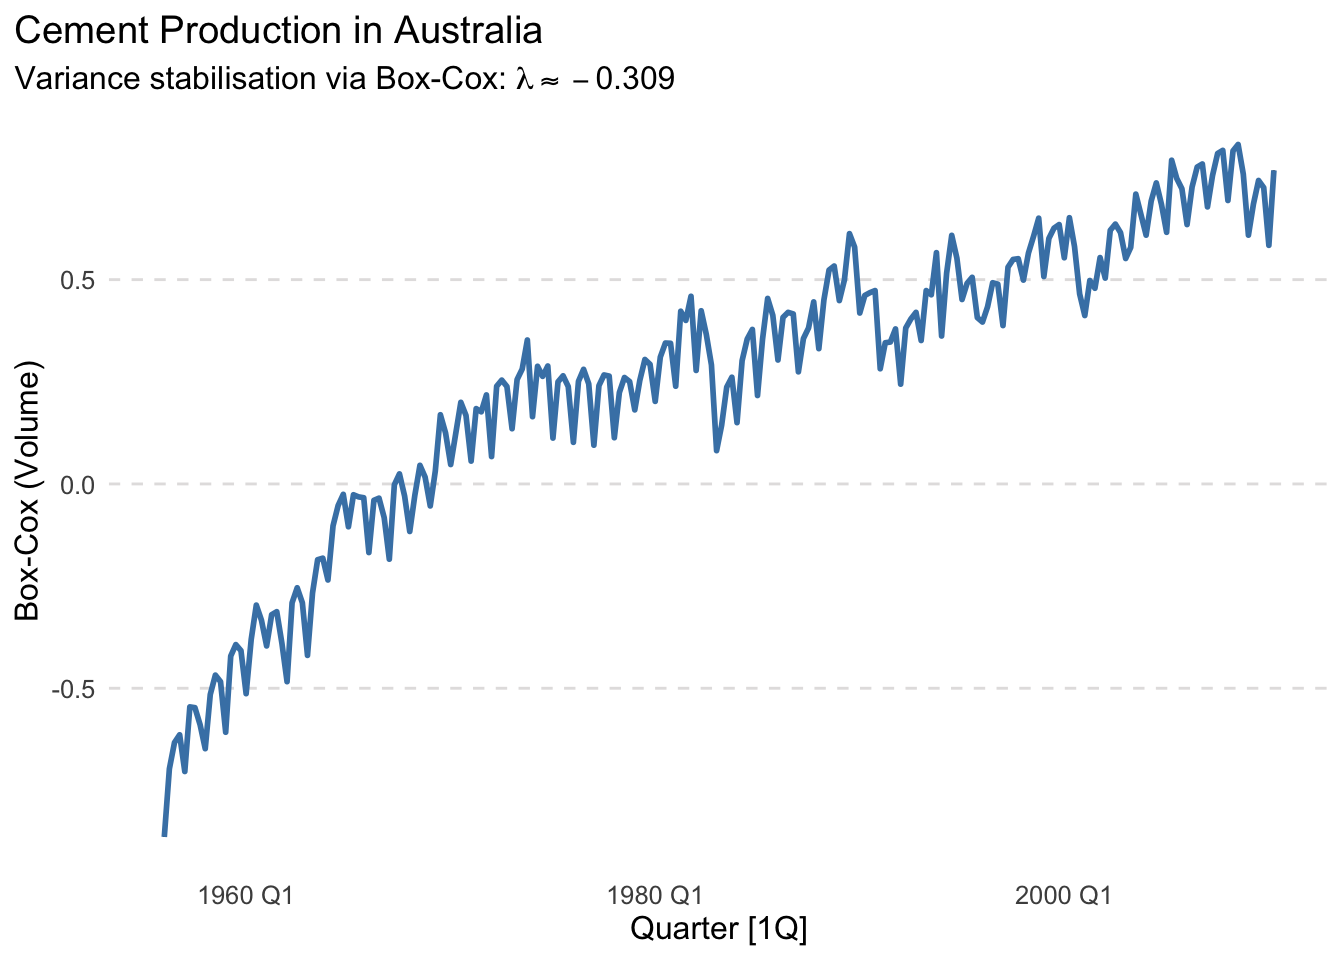 Cement Production in Australia
Variance stabilisation via Box-Cox: λ ≈ − 0.309
Box-Cox (Volume)
0.5
0.0
-0.5
1960 Q1 1980 Q1 2000 Q1
Quarter [1Q]